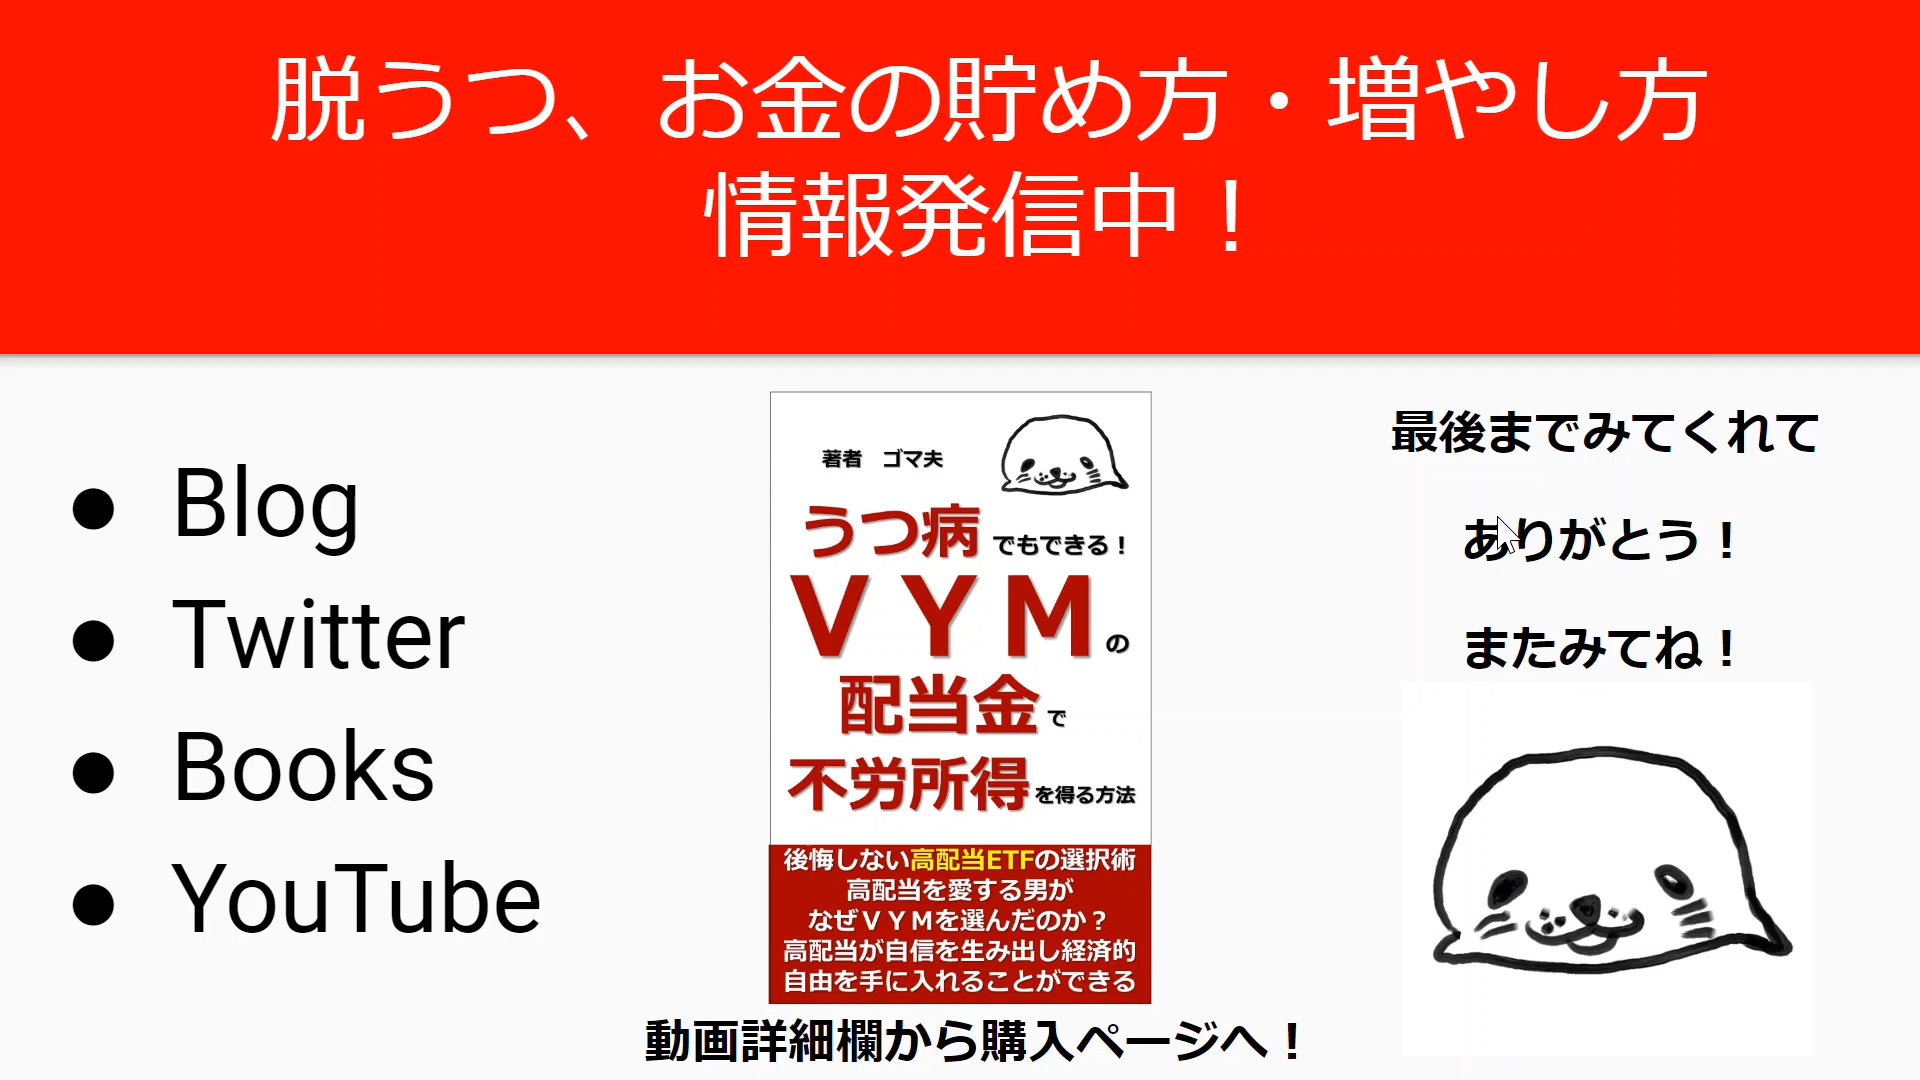 脱うつ、お金の貯め方・増やし方
情報発信中！
● Blog
● Twitter
● Books
● YouTube
著者　ゴマ夫
うつ病でもできる！
ＶＹＭの
配当金で
不労所得を得る方法
後悔しない高配当ETFの選択術
高配当を愛する男が
なぜＶＹＭを選んだのか？
高配当が自信を生み出し経済的
自由を手に入れることができる
動画詳細欄から購入ページへ！
最後までみてくれて
ありがとう！
またみてね！